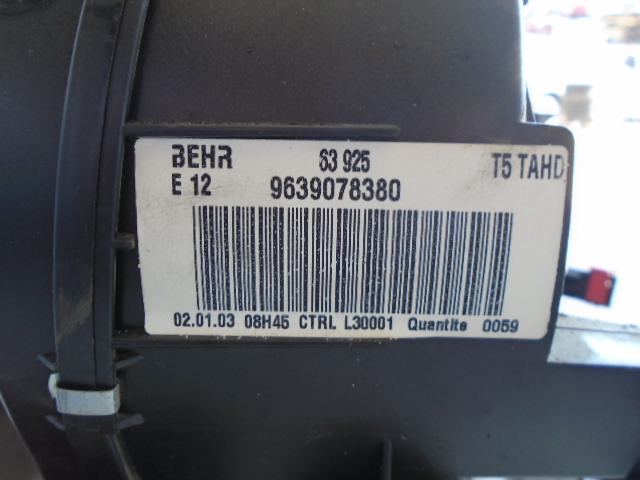 BEHR 63 925 T5 TAHD
E 12 9639078380
02.01.03 08H45 CTRL L30001 Quantite 0059